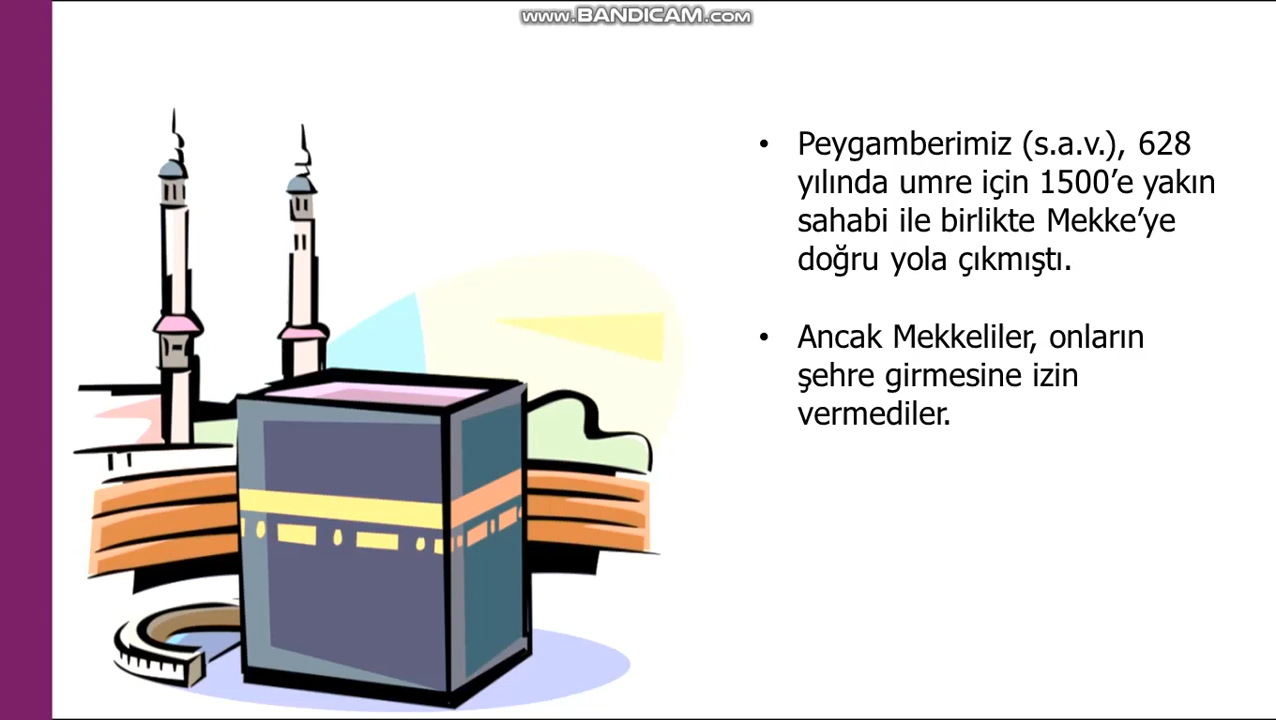 www.BANDICAM.com
• Peygamberimiz (s.a.v.), 628
yılında umre için 1500’e yakın
sahabi ile birlikte Mekke’ye
doğru yola çıkmıştı.
• Ancak Mekkeliler, onların
şehre girmesine izin
vermediler.